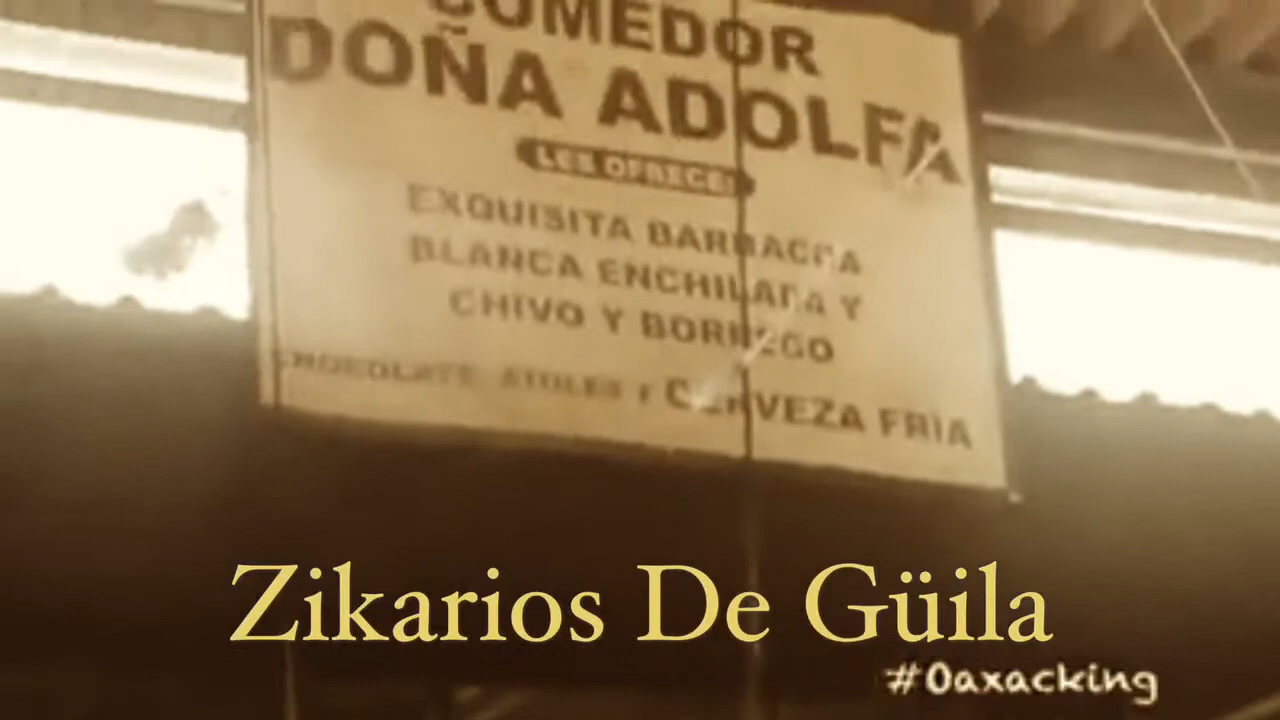 COMEDOR
DOÑA ADOLFA
LES OFRECE:
EXQUISITA BARBACOA
BLANCA ENCHILADA Y
CHIVO Y BORREGO
CHOCOLATE ATOLES Y CERVEZA FRIA
Zikarios De Güila
#Oaxacking